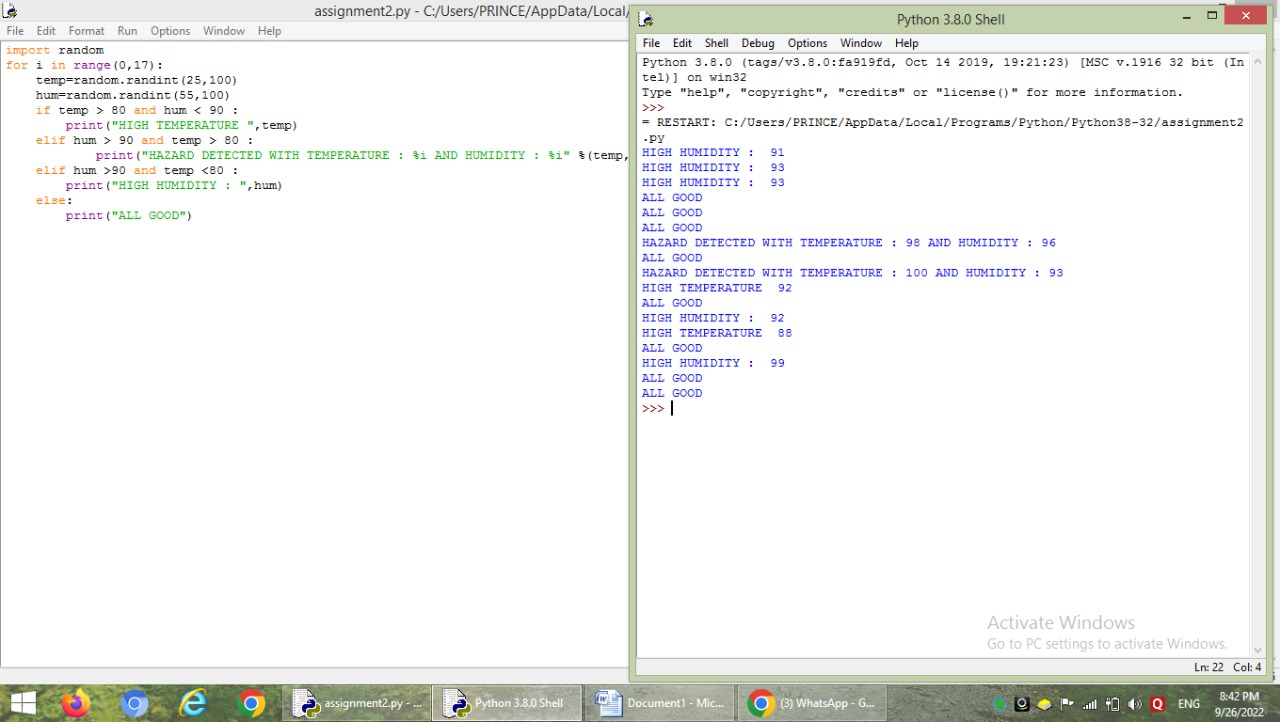 assignment2.py - C:/Users/PRINCE/AppData/Local/
File Edit Format Run Options Window Help
import random
for i in range(0,17):
    temp=random.randint(25,100)
    hum=random.randint(55,100)
    if temp > 80 and hum < 90 :
        print("HIGH TEMPERATURE ",temp)
    elif hum > 90 and temp > 80 :
            print("HAZARD DETECTED WITH TEMPERATURE : %i AND HUMIDITY : %i" %(temp,
    elif hum >90 and temp <80 :
        print("HIGH HUMIDITY : ",hum)
    else:
        print("ALL GOOD")
Python 3.8.0 Shell
File Edit Shell Debug Options Window Help
Python 3.8.0 (tags/v3.8.0:fa919fd, Oct 14 2019, 19:21:23) [MSC v.1916 32 bit (In
tel)] on win32
Type "help", "copyright", "credits" or "license()" for more information.
>>>
= RESTART: C:/Users/PRINCE/AppData/Local/Programs/Python/Python38-32/assignment2
.py
HIGH HUMIDITY :  91
HIGH HUMIDITY :  93
HIGH HUMIDITY :  93
ALL GOOD
ALL GOOD
ALL GOOD
HAZARD DETECTED WITH TEMPERATURE : 98 AND HUMIDITY : 96
ALL GOOD
HAZARD DETECTED WITH TEMPERATURE : 100 AND HUMIDITY : 93
HIGH TEMPERATURE  92
ALL GOOD
HIGH HUMIDITY :  92
HIGH TEMPERATURE  88
ALL GOOD
HIGH HUMIDITY :  99
ALL GOOD
ALL GOOD
>>>
Activate Windows
Go to PC settings to activate Windows.
Ln: 22 Col: 4
assignment2.py - ...
Python 3.8.0 Shell
Document1 - Mic...
(3) WhatsApp - G...
ENG
8:42 PM
9/26/2022